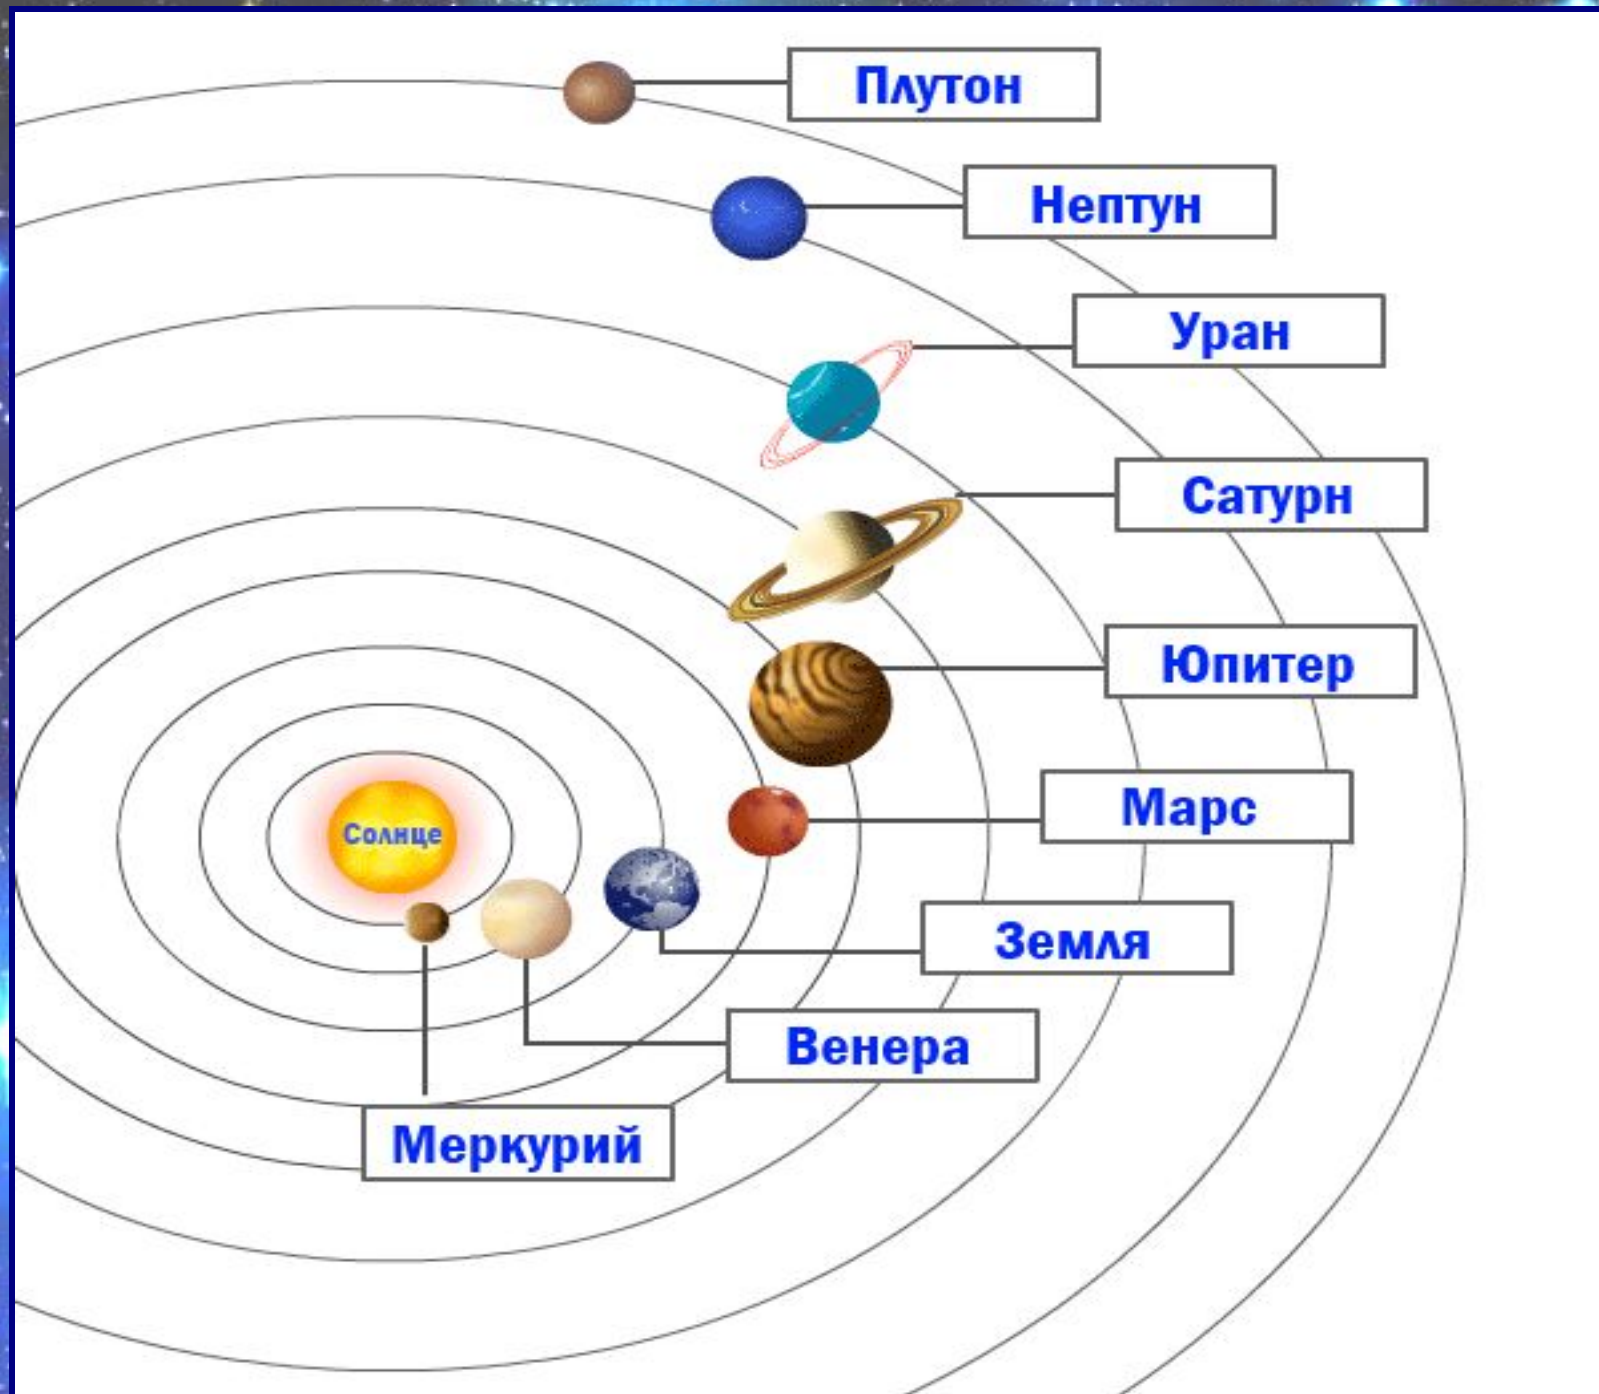 Плутон
Нептун
Уран
Сатурн
Юпитер
Марс
Солнце
Земля
Венера
Меркурий